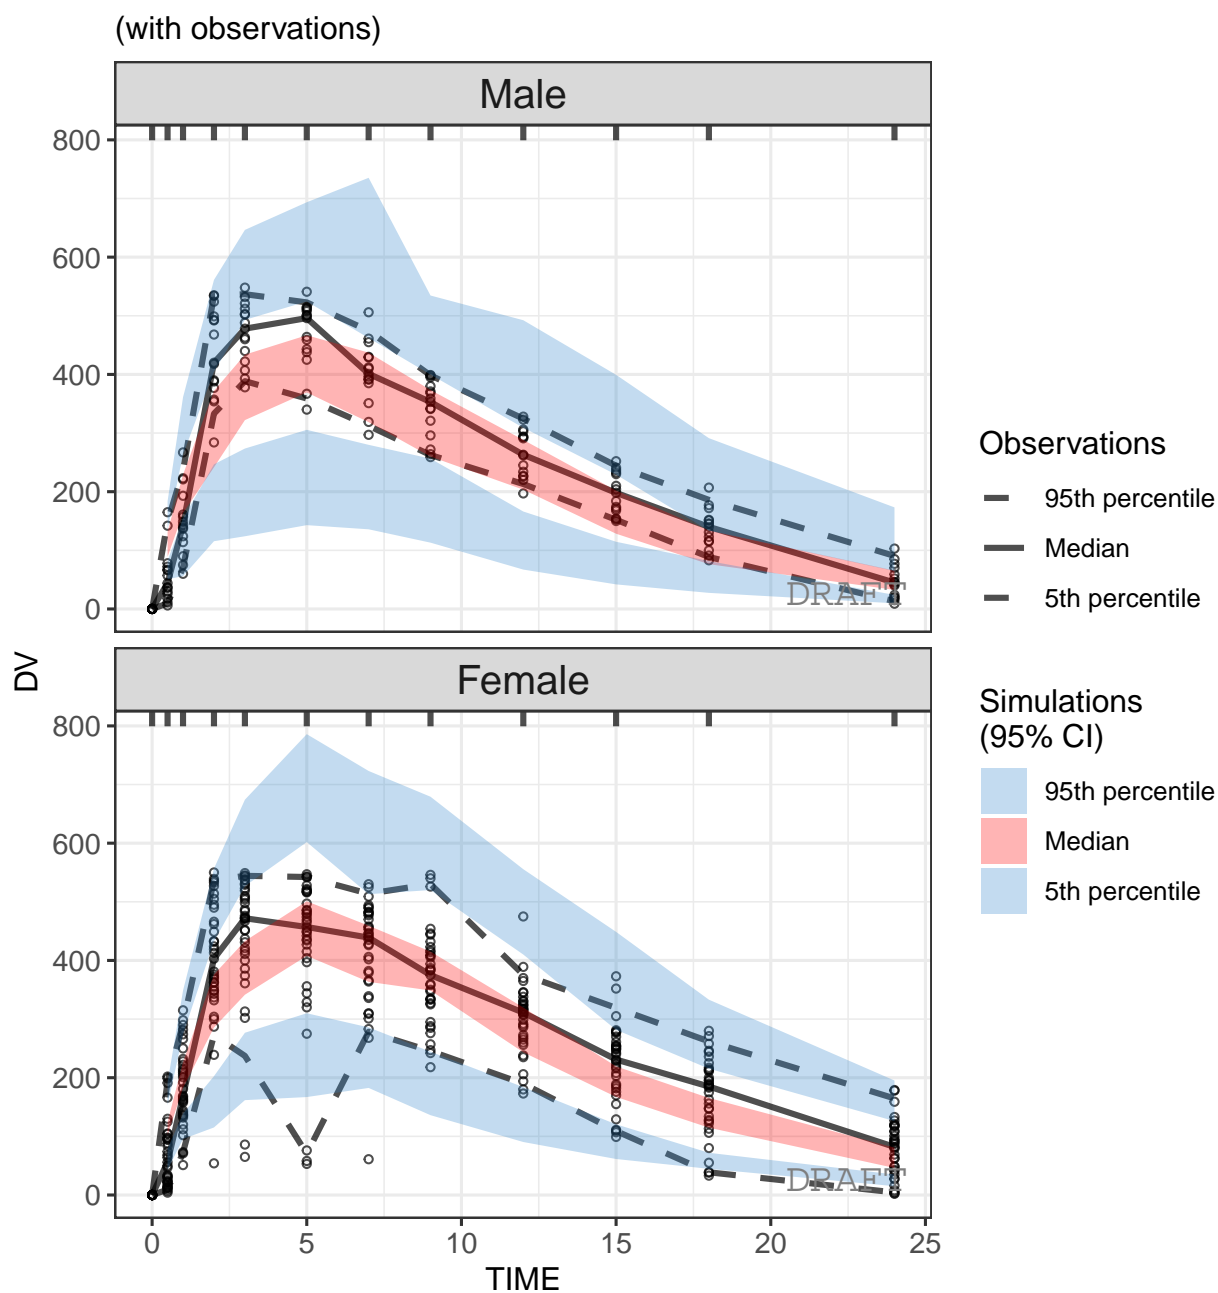 (with observations)
Male
800
600
400
200
0
DRAFT
Female
800
600
400
200
0
DRAFT
0 5 10 15 20 25
TIME
DV
Observations
95th percentile
Median
5th percentile
Simulations
(95% CI)
95th percentile
Median
5th percentile